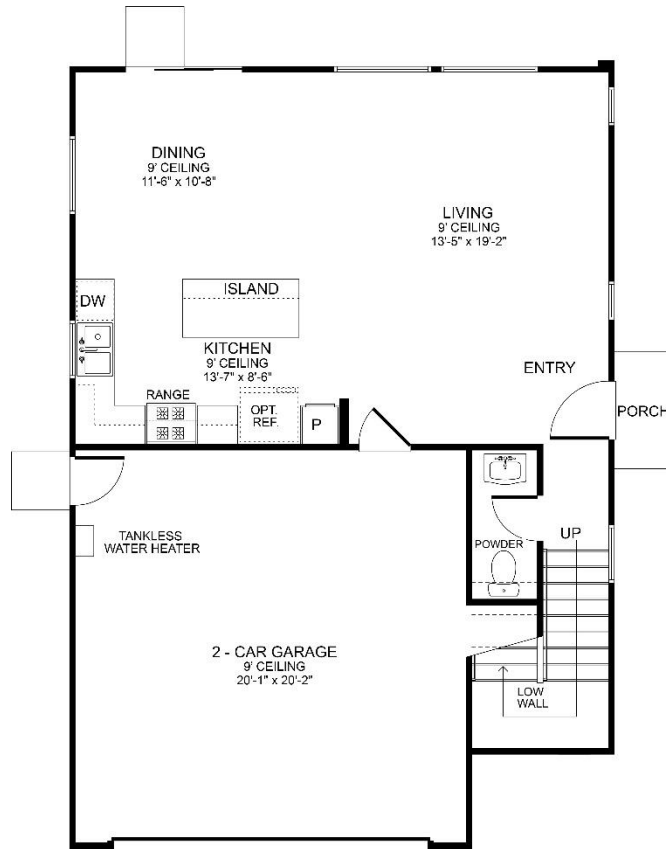 DINING
9' CEILING
11'-6" x 10'-8"
LIVING
9' CEILING
13'-5" x 19'-2"
DW
ISLAND
KITCHEN
9' CEILING
13'-7" x 8'-6"
ENTRY
RANGE
OPT.
REF.
P
PORCH
TANKLESS
WATER HEATER
POWDER
UP
2 - CAR GARAGE
9' CEILING
20'-1" x 20'-2"
LOW
WALL